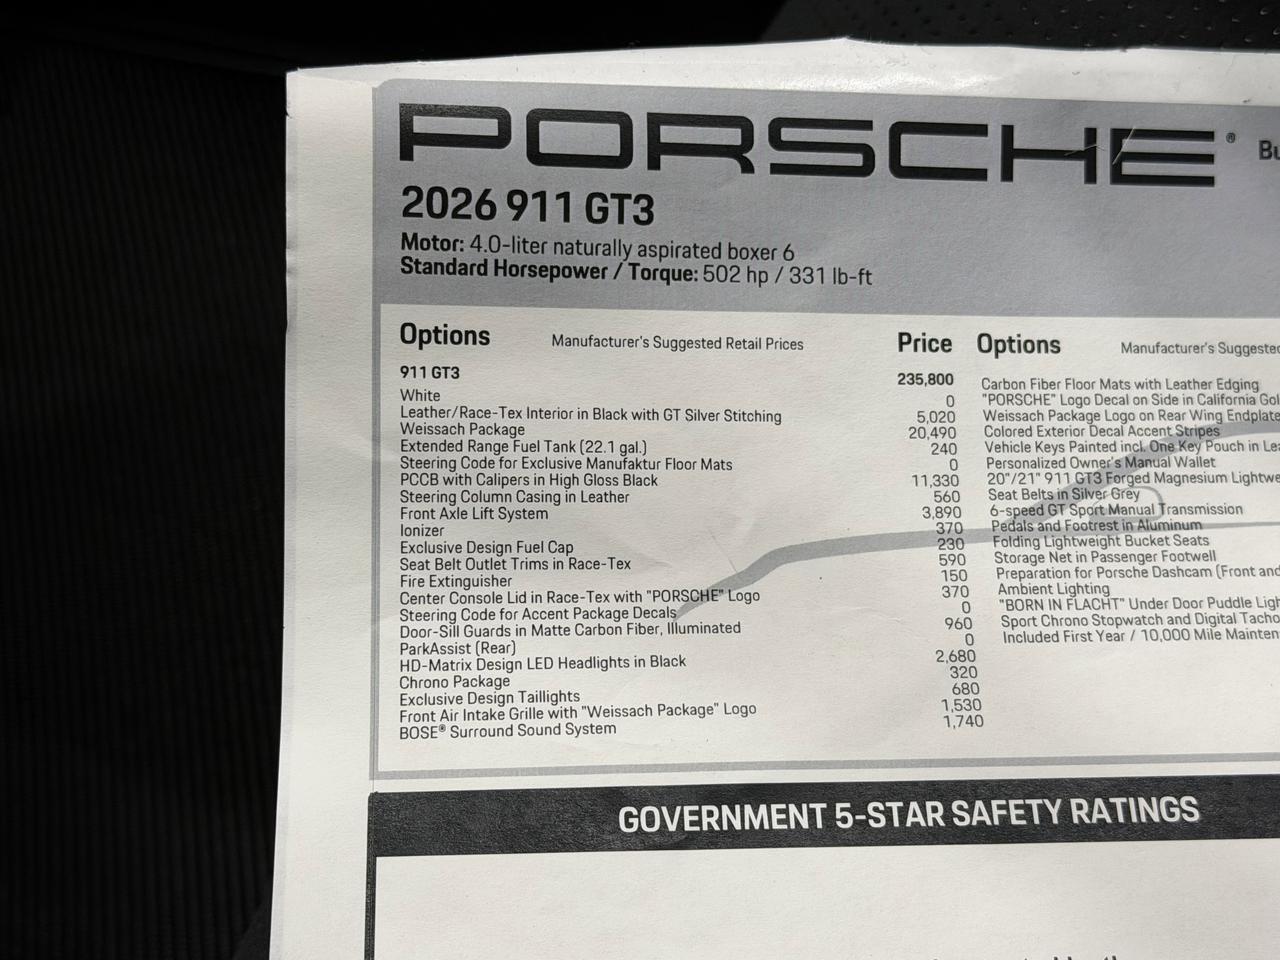 PORSCHE®
2026 911 GT3
Motor: 4.0-liter naturally aspirated boxer 6
Standard Horsepower / Torque: 502 hp / 331 lb-ft
Options Manufacturer's Suggested Retail Prices Price
911 GT3 235,800
White 0
Leather/Race-Tex Interior in Black with GT Silver Stitching 5,020
Weissach Package 20,490
Extended Range Fuel Tank (22.1 gal.) 240
Steering Code for Exclusive Manufaktur Floor Mats 0
PCCB with Calipers in High Gloss Black 11,330
Steering Column Casing in Leather 560
Front Axle Lift System 3,890
Ionizer 370
Exclusive Design Fuel Cap 230
Seat Belt Outlet Trims in Race-Tex 590
Fire Extinguisher 150
Center Console Lid in Race-Tex with "PORSCHE" Logo 370
Steering Code for Accent Package Decals 0
Door-Sill Guards in Matte Carbon Fiber, Illuminated 960
ParkAssist (Rear) 0
HD-Matrix Design LED Headlights in Black 2,680
Chrono Package 320
Exclusive Design Taillights 680
Front Air Intake Grille with "Weissach Package" Logo 1,530
BOSE® Surround Sound System 1,740
Options Manufacturer's Suggested
Carbon Fiber Floor Mats with Leather Edging
"PORSCHE" Logo Decal on Side in California Gol
Weissach Package Logo on Rear Wing Endplate
Colored Exterior Decal Accent Stripes
Vehicle Keys Painted incl. One Key Pouch in Lea
Personalized Owner's Manual Wallet
20"/21" 911 GT3 Forged Magnesium Lightwe
Seat Belts in Silver Grey
6-speed GT Sport Manual Transmission
Pedals and Footrest in Aluminum
Folding Lightweight Bucket Seats
Storage Net in Passenger Footwell
Preparation for Porsche Dashcam (Front and
Ambient Lighting
"BORN IN FLACHT" Under Door Puddle Ligh
Sport Chrono Stopwatch and Digital Tacho
Included First Year / 10,000 Mile Mainten
GOVERNMENT 5-STAR SAFETY RATINGS